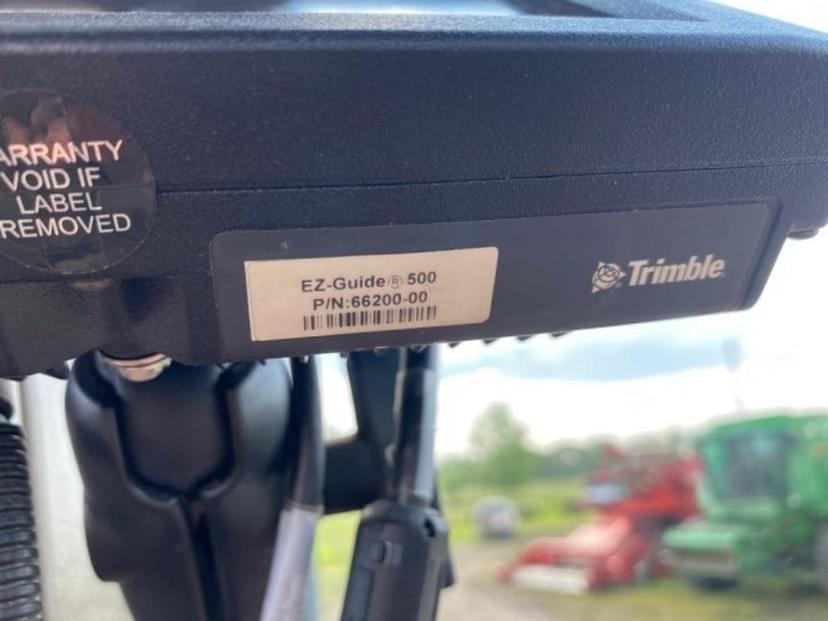 ARRANTY
VOID IF
LABEL
REMOVED
EZ-Guide® 500
P/N:66200-00
Trimble